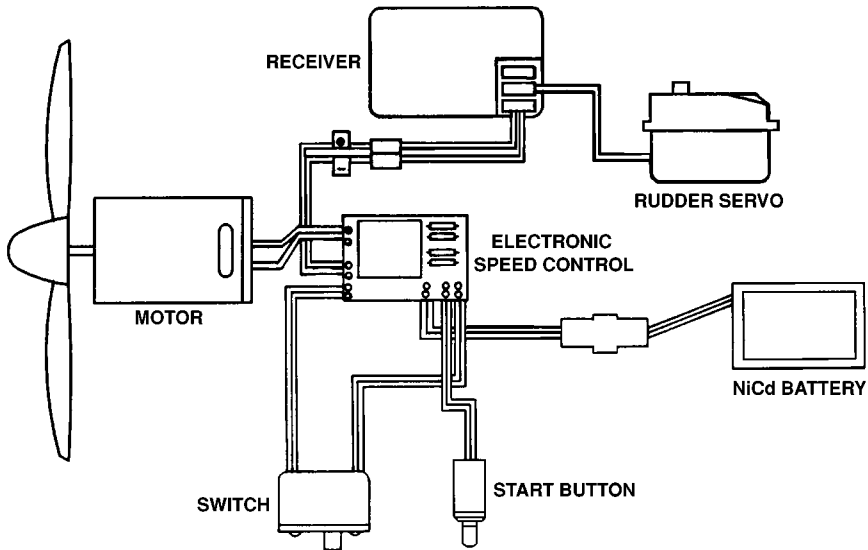 RECEIVER
RUDDER SERVO
ELECTRONIC
SPEED CONTROL
MOTOR
NiCd BATTERY
SWITCH
START BUTTON